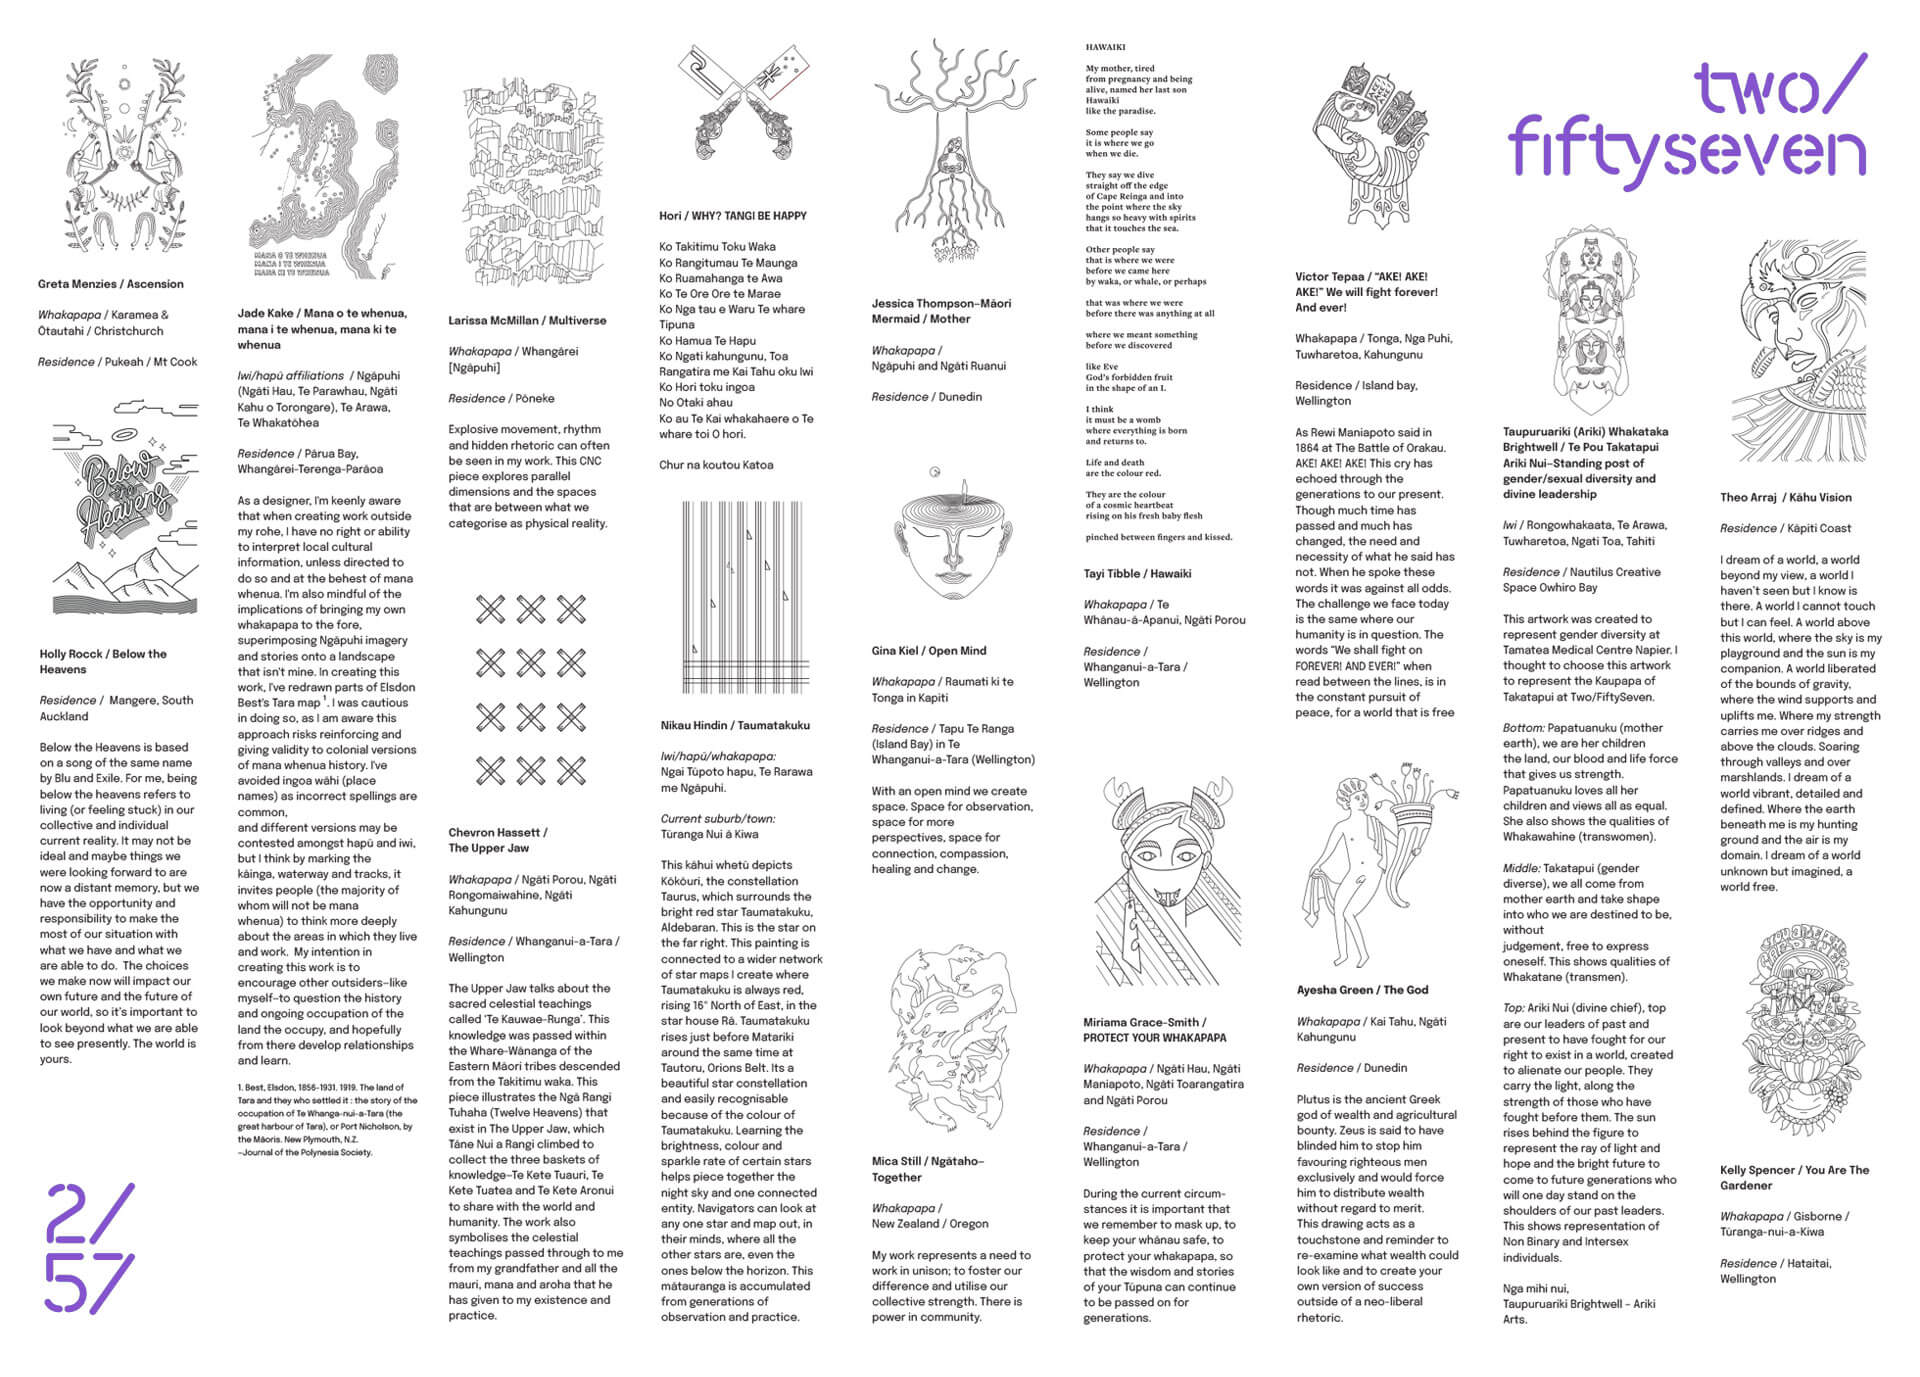 Greta Menzies / Ascension
Whakapapa / Karamea &
Ōtautahi / Christchurch
Residence / Pukeah / Mt Cook
Below
the
Heavens
Holly Rocck / Below the
Heavens
Residence / Mangere, South
Auckland
Below the Heavens is based
on a song of the same name
by Blu and Exile. For me, being
below the heavens refers to
living (or feeling stuck) in our
collective and individual
current reality. It may not be
ideal and maybe things we
were looking forward to are
now a distant memory, but we
have the opportunity and
responsibility to make the
most of our situation with
what we have and what we
are able to do. The choices
we make now will impact our
own future and the future of
our world, so it's important to
look beyond what we are able
to see presently. The world is
yours.
2/
57/
MANA O TE WHENUA
MANA I TE WHENUA
MANA KI TE WHENUA
Jade Kake / Mana o te whenua,
mana i te whenua, mana ki te
whenua
Iwi/hapū affiliations / Ngāpuhi
(Ngāti Hau, Te Parawhau, Ngāti
Kahu o Torongare), Te Arawa,
Te Whakatōhea
Residence / Pārua Bay,
Whangārei-Terenga-Parāoa
As a designer, I'm keenly aware
that when creating work outside
my rohe, I have no right or ability
to interpret local cultural
information, unless directed to
do so and at the behest of mana
whenua. I'm also mindful of the
implications of bringing my own
whakapapa to the fore,
superimposing Ngāpuhi imagery
and stories onto a landscape
that isn't mine. In creating this
work, I've redrawn parts of Elsdon
Best's Tara map ¹. I was cautious
in doing so, as I am aware this
approach risks reinforcing and
giving validity to colonial versions
of mana whenua history. I've
avoided ingoa wāhi (place
names) as incorrect spellings are
common,
and different versions may be
contested amongst hapū and iwi,
but I think by marking the
kāinga, waterway and tracks, it
invites people (the majority of
whom will not be mana
whenua) to think more deeply
about the areas in which they live
and work. My intention in
creating this work is to
encourage other outsiders–like
myself–to question the history
and ongoing occupation of the
land the occupy, and hopefully
from there develop relationships
and learn.
1. Best, Elsdon, 1856-1931. 1919. The land of
Tara and they who settled it : the story of the
occupation of Te Whanga-nui-a-Tara (the
great harbour of Tara), or Port Nicholson, by
the Māoris. New Plymouth, N.Z.
–Journal of the Polynesia Society.
Larissa McMillan / Multiverse
Whakapapa / Whangārei
[Ngāpuhi]
Residence / Pōneke
Explosive movement, rhythm
and hidden rhetoric can often
be seen in my work. This CNC
piece explores parallel
dimensions and the spaces
that are between what we
categorise as physical reality.
Chevron Hassett /
The Upper Jaw
Whakapapa / Ngāti Porou, Ngāti
Rongomaiwahine, Ngāti
Kahungunu
Residence / Whanganui-a-Tara /
Wellington
The Upper Jaw talks about the
sacred celestial teachings
called 'Te Kauwae-Runga'. This
knowledge was passed within
the Whare-Wānanga of the
Eastern Māori tribes descended
from the Takitimu waka. This
piece illustrates the Ngā Rangi
Tuhaha (Twelve Heavens) that
exist in The Upper Jaw, which
Tāne Nui a Rangi climbed to
collect the three baskets of
knowledge–Te Kete Tuauri, Te
Kete Tuatea and Te Kete Aronui
to share with the world and
humanity. The work also
symbolises the celestial
teachings passed through to me
from my grandfather and all the
mauri, mana and aroha that he
has given to my existence and
practice.
Hori / WHY? TANGI BE HAPPY
Ko Takitimu Toku Waka
Ko Rangitumau Te Maunga
Ko Ruamahanga te Awa
Ko Te Ore Ore te Marae
Ko Nga tau e Waru Te whare
Tipuna
Ko Hamua Te Hapu
Ko Ngati kahungunu, Toa
Rangatira me Kai Tahu oku Iwi
Ko Hori toku ingoa
No Otaki ahau
Ko au Te Kai whakahaere o Te
whare toi O hori.
Chur na koutou Katoa
Nikau Hindin / Taumatakuku
Iwi/hapū/whakapapa:
Ngai Tūpoto hapu, Te Rarawa
me Ngāpuhi.
Current suburb/town:
Tūranga Nui ā Kiwa
This kāhui whetū depicts
Kōkōuri, the constellation
Taurus, which surrounds the
bright red star Taumatakuku,
Aldebaran. This is the star on
the far right. This painting is
connected to a wider network
of star maps I create where
Taumatakuku is always red,
rising 16° North of East, in the
star house Rā. Taumatakuku
rises just before Matariki
around the same time at
Tautoru, Orions Belt. Its a
beautiful star constellation
and easily recognisable
because of the colour of
Taumatakuku. Learning the
brightness, colour and
sparkle rate of certain stars
helps piece together the
night sky and one connected
entity. Navigators can look at
any one star and map out, in
their minds, where all the
other stars are, even the
ones below the horizon. This
mātauranga is accumulated
from generations of
observation and practice.
Jessica Thompson–Māori
Mermaid / Mother
Whakapapa /
Ngāpuhi and Ngāti Ruanui
Residence / Dunedin
Gina Kiel / Open Mind
Whakapapa / Raumati ki te
Tonga in Kapiti
Residence / Tapu Te Ranga
(Island Bay) in Te
Whanganui-a-Tara (Wellington)
With an open mind we create
space. Space for observation,
space for more
perspectives, space for
connection, compassion,
healing and change.
Mica Still / Ngātaho–
Together
Whakapapa /
New Zealand / Oregon
My work represents a need to
work in unison; to foster our
difference and utilise our
collective strength. There is
power in community.
HAWAIKI
My mother, tired
from pregnancy and being
alive, named her last son
Hawaiki
like the paradise.
Some people say
it is where we go
when we die.
They say we dive
straight off the edge
of Cape Reinga and into
the point where the sky
hangs so heavy with spirits
that it touches the sea.
Other people say
that is where we were
before we came here
by waka, or whale, or perhaps
that was where we were
before there was anything at all
where we meant something
before we discovered
like Eve
God's forbidden fruit
in the shape of an I.
I think
it must be a womb
where everything is born
and returns to.
Life and death
are the colour red.
They are the colour
of a cosmic heartbeat
rising on his fresh baby flesh
pinched between fingers and kissed.
Tayi Tibble / Hawaiki
Whakapapa / Te
Whānau-ā-Apanui, Ngāti Porou
Residence /
Whanganui-a-Tara /
Wellington
Miriama Grace-Smith /
PROTECT YOUR WHAKAPAPA
Whakapapa / Ngāti Hau, Ngāti
Maniapoto, Ngāti Toarangatira
and Ngāti Porou
Residence /
Whanganui-a-Tara /
Wellington
During the current circum-
stances it is important that
we remember to mask up, to
keep your whānau safe, to
protect your whakapapa, so
that the wisdom and stories
of your Tūpuna can continue
to be passed on for
generations.
AKE!
AKE!
AKE!
Victor Tepaa / “AKE! AKE!
AKE!” We will fight forever!
And ever!
Whakapapa / Tonga, Nga Puhi,
Tuwharetoa, Kahungunu
Residence / Island bay,
Wellington
As Rewi Maniapoto said in
1864 at The Battle of Orakau.
AKE! AKE! AKE! This cry has
echoed through the
generations to our present.
Though much time has
passed and much has
changed, the need and
necessity of what he said has
not. When he spoke these
words it was against all odds.
The challenge we face today
is the same where our
humanity is in question. The
words “We shall fight on
FOREVER! AND EVER!” when
read between the lines, is in
the constant pursuit of
peace, for a world that is free
Ayesha Green / The God
Whakapapa / Kai Tahu, Ngāti
Kahungunu
Residence / Dunedin
Plutus is the ancient Greek
god of wealth and agricultural
bounty. Zeus is said to have
blinded him to stop him
favouring righteous men
exclusively and would force
him to distribute wealth
without regard to merit.
This drawing acts as a
touchstone and reminder to
re-examine what wealth could
look like and to create your
own version of success
outside of a neo-liberal
rhetoric.
two/
fiftyseven
Taupuruariki (Ariki) Whakataka
Brightwell / Te Pou Takatapui
Ariki Nui–Standing post of
gender/sexual diversity and
divine leadership
Iwi / Rongowhakaata, Te Arawa,
Tuwharetoa, Ngati Toa, Tahiti
Residence / Nautilus Creative
Space Owhiro Bay
This artwork was created to
represent gender diversity at
Tamatea Medical Centre Napier. I
thought to choose this artwork
to represent the Kaupapa of
Takatapui at Two/FiftySeven.
Bottom: Papatuanuku (mother
earth), we are her children
the land, our blood and life force
that gives us strength.
Papatuanuku loves all her
children and views all as equal.
She also shows the qualities of
Whakawahine (transwomen).
Middle: Takatapui (gender
diverse), we all come from
mother earth and take shape
into who we are destined to be,
without
judgement, free to express
oneself. This shows qualities of
Whakatane (transmen).
Top: Ariki Nui (divine chief), top
are our leaders of past and
present to have fought for our
right to exist in a world, created
to alienate our people. They
carry the light, along the
strength of those who have
fought before them. The sun
rises behind the figure to
represent the ray of light and
hope and the bright future to
come to future generations who
will one day stand on the
shoulders of our past leaders.
This shows representation of
Non Binary and Intersex
individuals.
Nga mihi nui,
Taupuruariki Brightwell – Ariki
Arts.
Theo Arraj / Kāhu Vision
Residence / Kāpiti Coast
I dream of a world, a world
beyond my view, a world I
haven't seen but I know is
there. A world I cannot touch
but I can feel. A world above
this world, where the sky is my
playground and the sun is my
companion. A world liberated
of the bounds of gravity,
where the wind supports and
uplifts me. Where my strength
carries me over ridges and
above the clouds. Soaring
through valleys and over
marshlands. I dream of a
world vibrant, detailed and
defined. Where the earth
beneath me is my hunting
ground and the air is my
domain. I dream of a world
unknown but imagined, a
world free.
YOU ARE THE
GARDENER
Kelly Spencer / You Are The
Gardener
Whakapapa / Gisborne /
Tūranga-nui-a-Kiwa
Residence / Hataitai,
Wellington